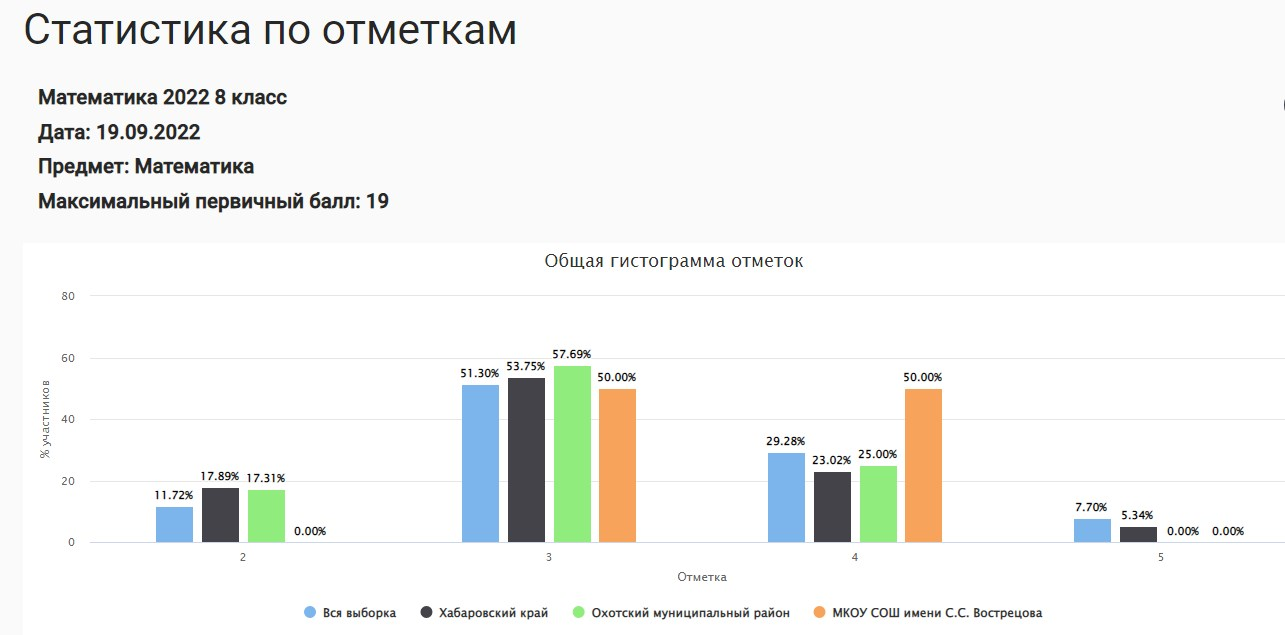 Статистика по отметкам
Математика 2022 8 класс
Дата: 19.09.2022
Предмет: Математика
Максимальный первичный балл: 19
Общая гистограмма отметок
% участников
80
60
40
20
0
11.72% 17.89% 17.31% 0.00%
51.30% 53.75% 57.69% 50.00%
29.28% 23.02% 25.00% 50.00%
7.70% 5.34% 0.00% 0.00%
2 3 4 5
Отметка
Вся выборка Хабаровский край Охотский муниципальный район МКОУ СОШ имени С.С. Вострецова